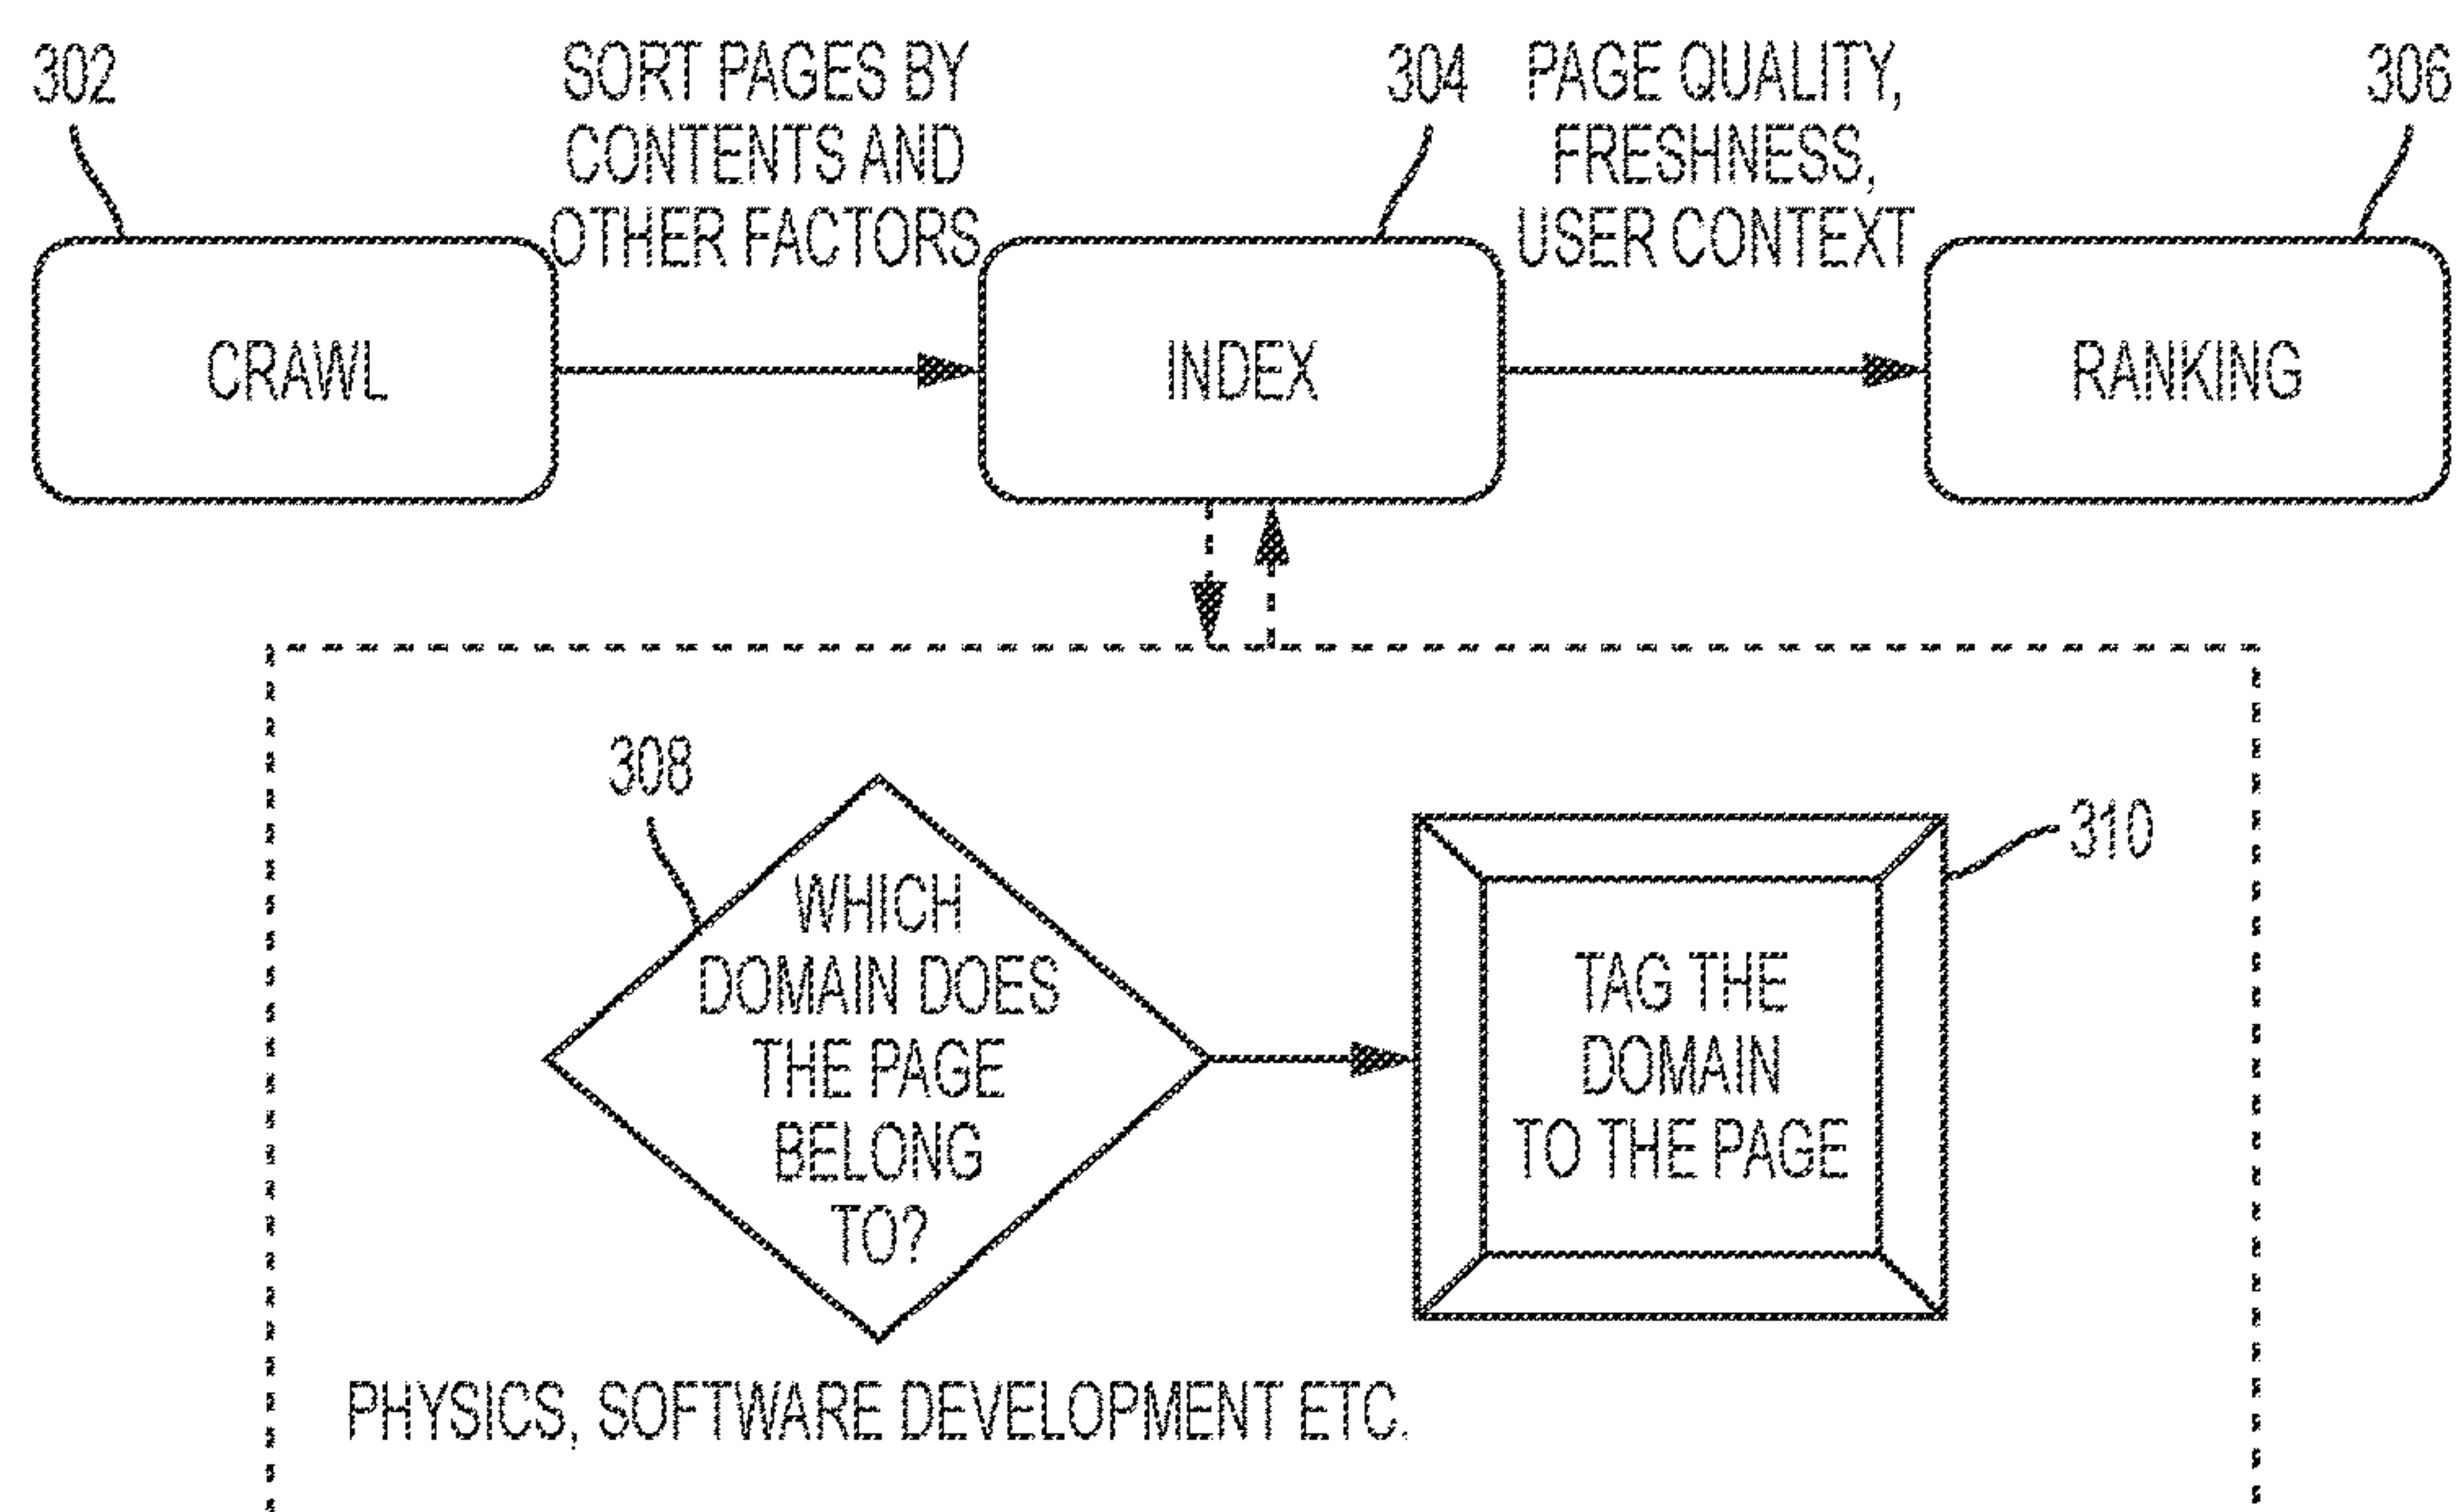 302
SORT PAGES BY
CONTENTS AND
OTHER FACTORS
304
PAGE QUALITY,
FRESHNESS,
USER CONTEXT
306
CRAWL
INDEX
RANKING
308
WHICH
DOMAIN DOES
THE PAGE
BELONG
TO?
310
TAG THE
DOMAIN
TO THE PAGE
PHYSICS, SOFTWARE DEVELOPMENT ETC.